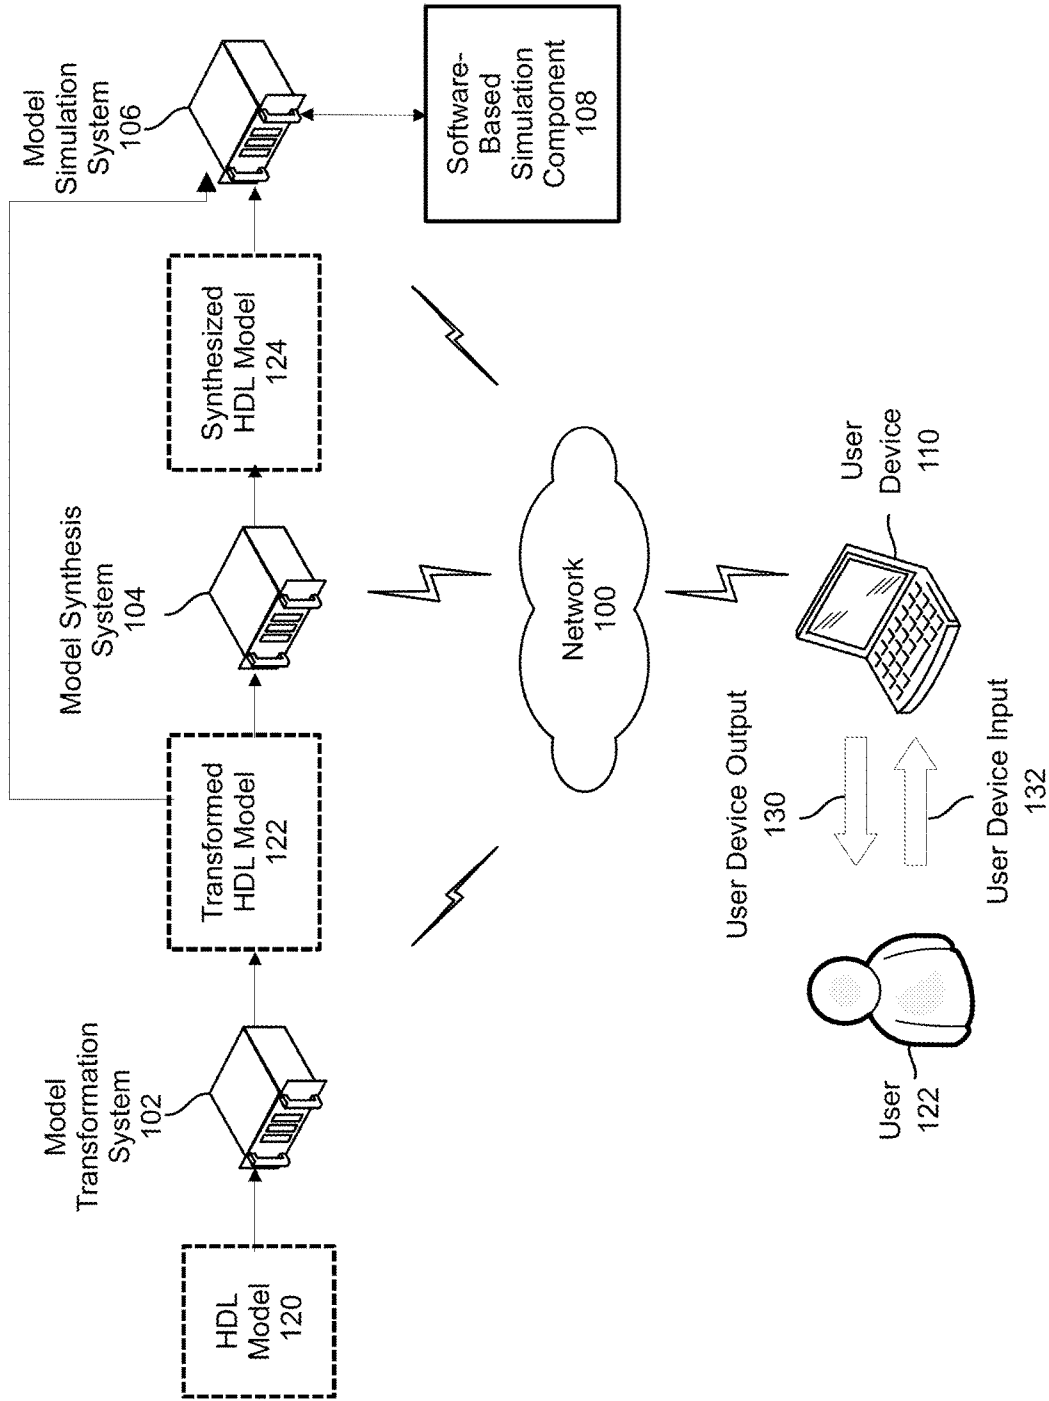 HDL
Model
120
Model
Transformation
System
102
Transformed
HDL Model
122
Model Synthesis
System
104
Synthesized
HDL Model
124
Model
Simulation
System
106
Software-
Based
Simulation
Component
108
Network
100
User
122
User Device Output
130
User Device Input
132
User
Device
110